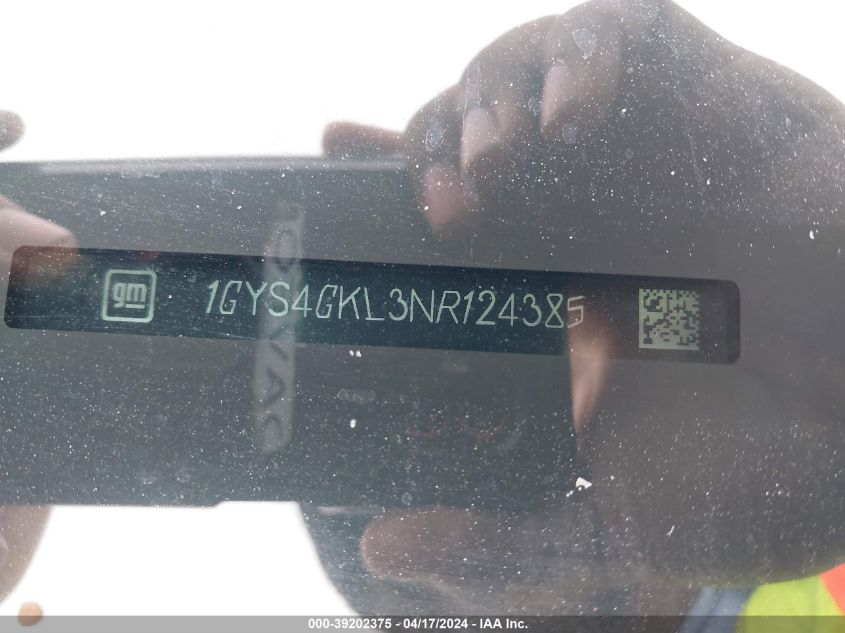 gm 1GYS4GKL3NR124385
000-39202375 - 04/17/2024 - IAA Inc.